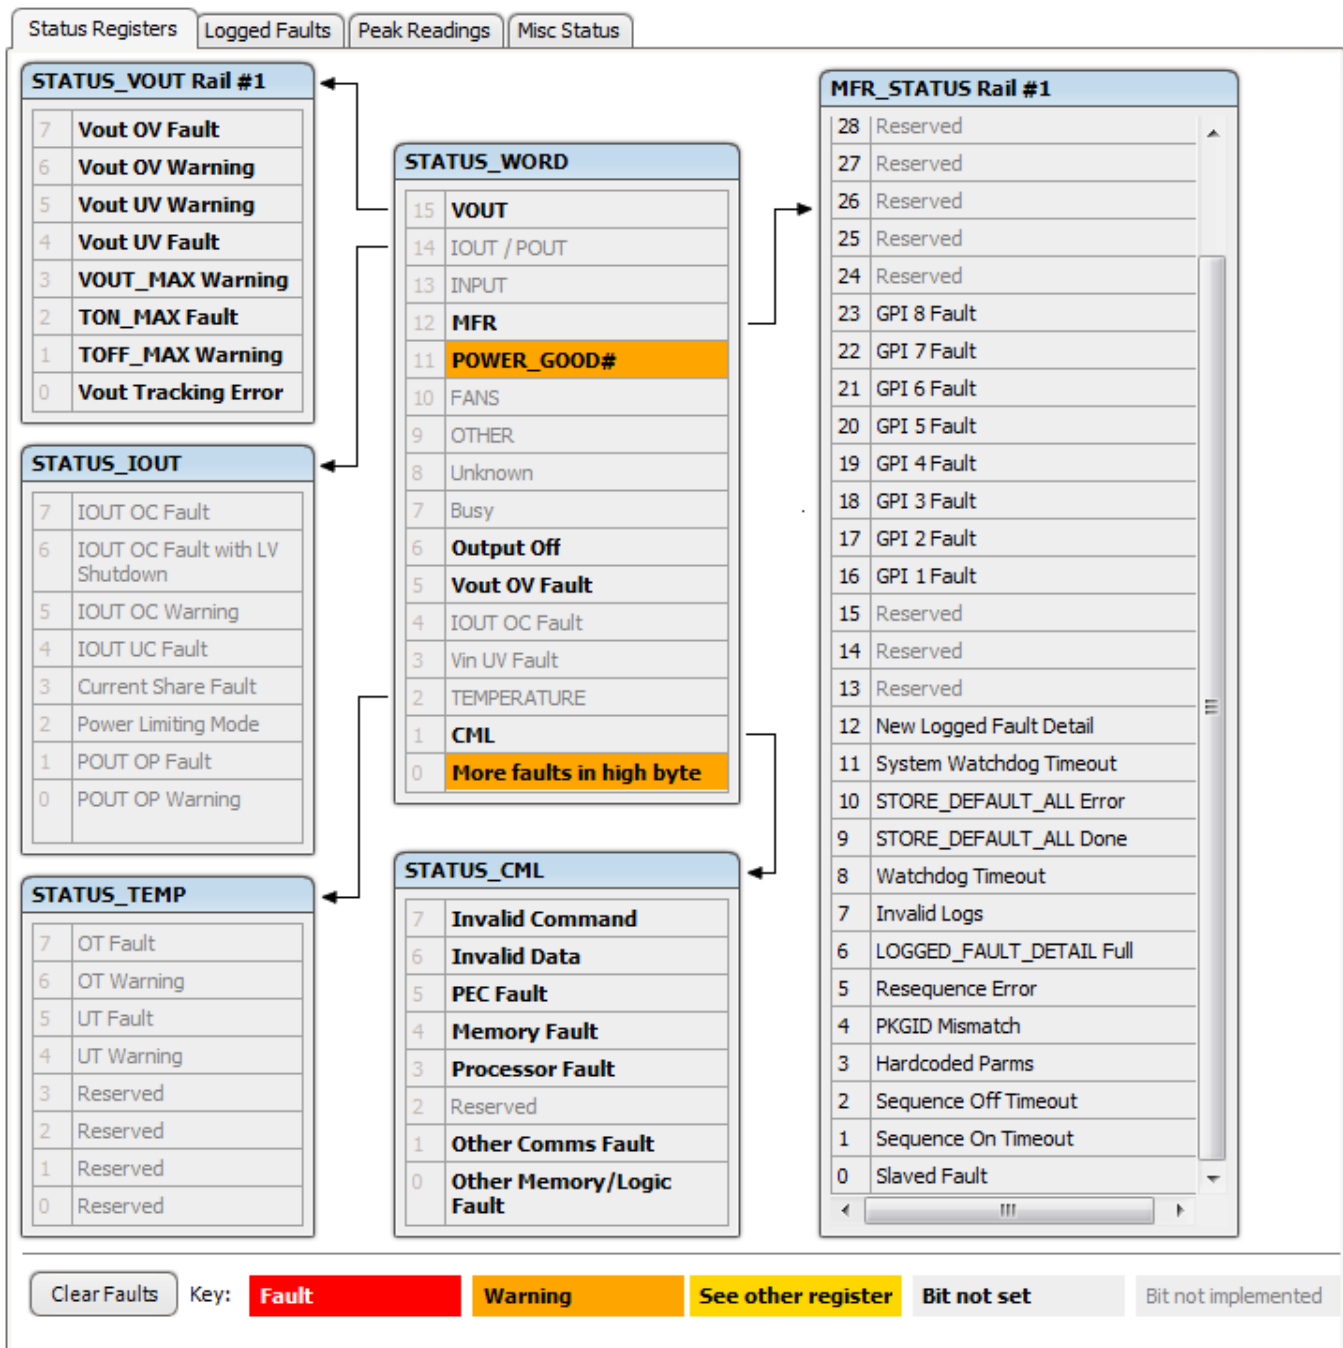 Status Registers Logged Faults Peak Readings Misc Status
STATUS_VOUT Rail #1
7 Vout OV Fault
6 Vout OV Warning
5 Vout UV Warning
4 Vout UV Fault
3 VOUT_MAX Warning
2 TON_MAX Fault
1 TOFF_MAX Warning
0 Vout Tracking Error
STATUS_IOUT
7 IOUT OC Fault
6 IOUT OC Fault with LV
Shutdown
5 IOUT OC Warning
4 IOUT UC Fault
3 Current Share Fault
2 Power Limiting Mode
1 POUT OP Fault
0 POUT OP Warning
STATUS_TEMP
7 OT Fault
6 OT Warning
5 UT Fault
4 UT Warning
3 Reserved
2 Reserved
1 Reserved
0 Reserved
STATUS_WORD
15 VOUT
14 IOUT / POUT
13 INPUT
12 MFR
11 POWER_GOOD#
10 FANS
9 OTHER
8 Unknown
7 Busy
6 Output Off
5 Vout OV Fault
4 IOUT OC Fault
3 Vin UV Fault
2 TEMPERATURE
1 CML
0 More faults in high byte
STATUS_CML
7 Invalid Command
6 Invalid Data
5 PEC Fault
4 Memory Fault
3 Processor Fault
2 Reserved
1 Other Comms Fault
0 Other Memory/Logic
Fault
MFR_STATUS Rail #1
28 Reserved
27 Reserved
26 Reserved
25 Reserved
24 Reserved
23 GPI 8 Fault
22 GPI 7 Fault
21 GPI 6 Fault
20 GPI 5 Fault
19 GPI 4 Fault
18 GPI 3 Fault
17 GPI 2 Fault
16 GPI 1 Fault
15 Reserved
14 Reserved
13 Reserved
12 New Logged Fault Detail
11 System Watchdog Timeout
10 STORE_DEFAULT_ALL Error
9 STORE_DEFAULT_ALL Done
8 Watchdog Timeout
7 Invalid Logs
6 LOGGED_FAULT_DETAIL Full
5 Resequence Error
4 PKGID Mismatch
3 Hardcoded Parms
2 Sequence Off Timeout
1 Sequence On Timeout
0 Slaved Fault
Clear Faults Key: Fault Warning See other register Bit not set Bit not implemented